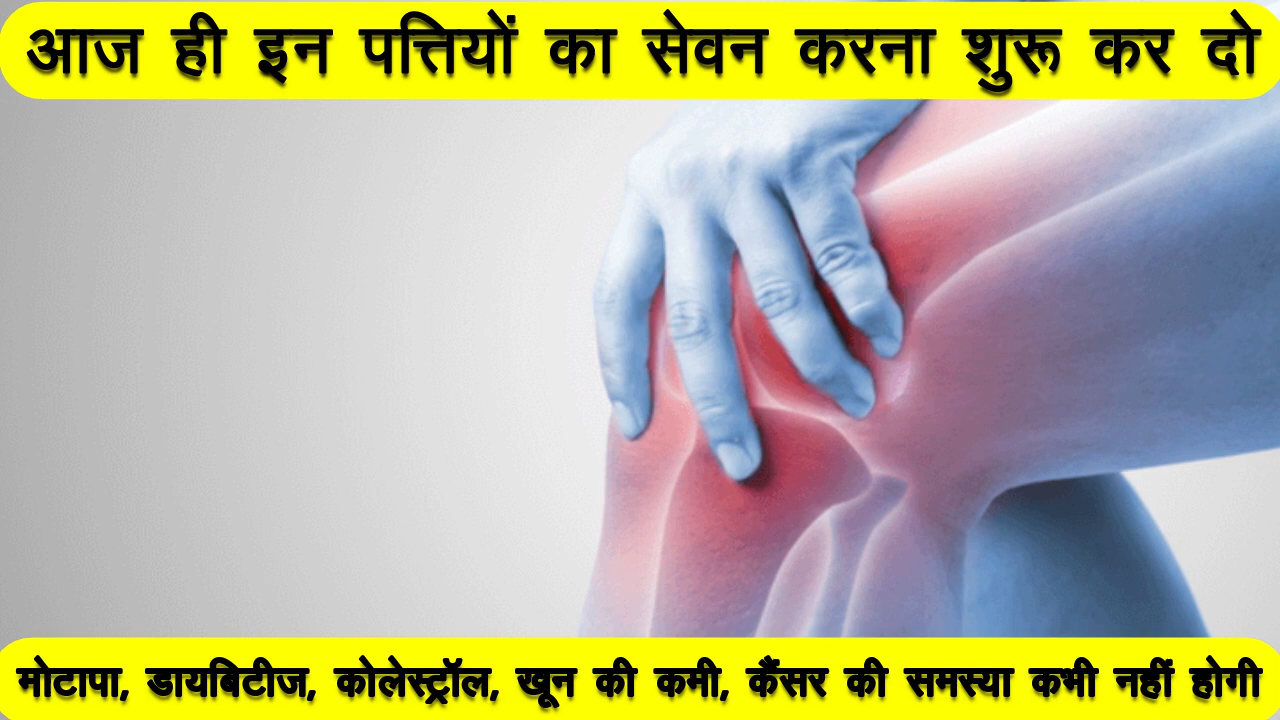 आज ही इन पत्तियों का सेवन करना शुरू कर दो
मोटापा, डायबिटीज, कोलेस्ट्रॉल, खून की कमी, कैंसर की समस्या कभी नहीं होगी